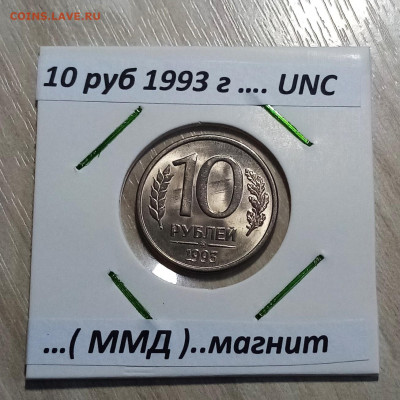 COINS.LAVE.RU
10 руб 1993 г .... UNC
10
РУБЛЕЙ
1993
...( ММД )..магнит